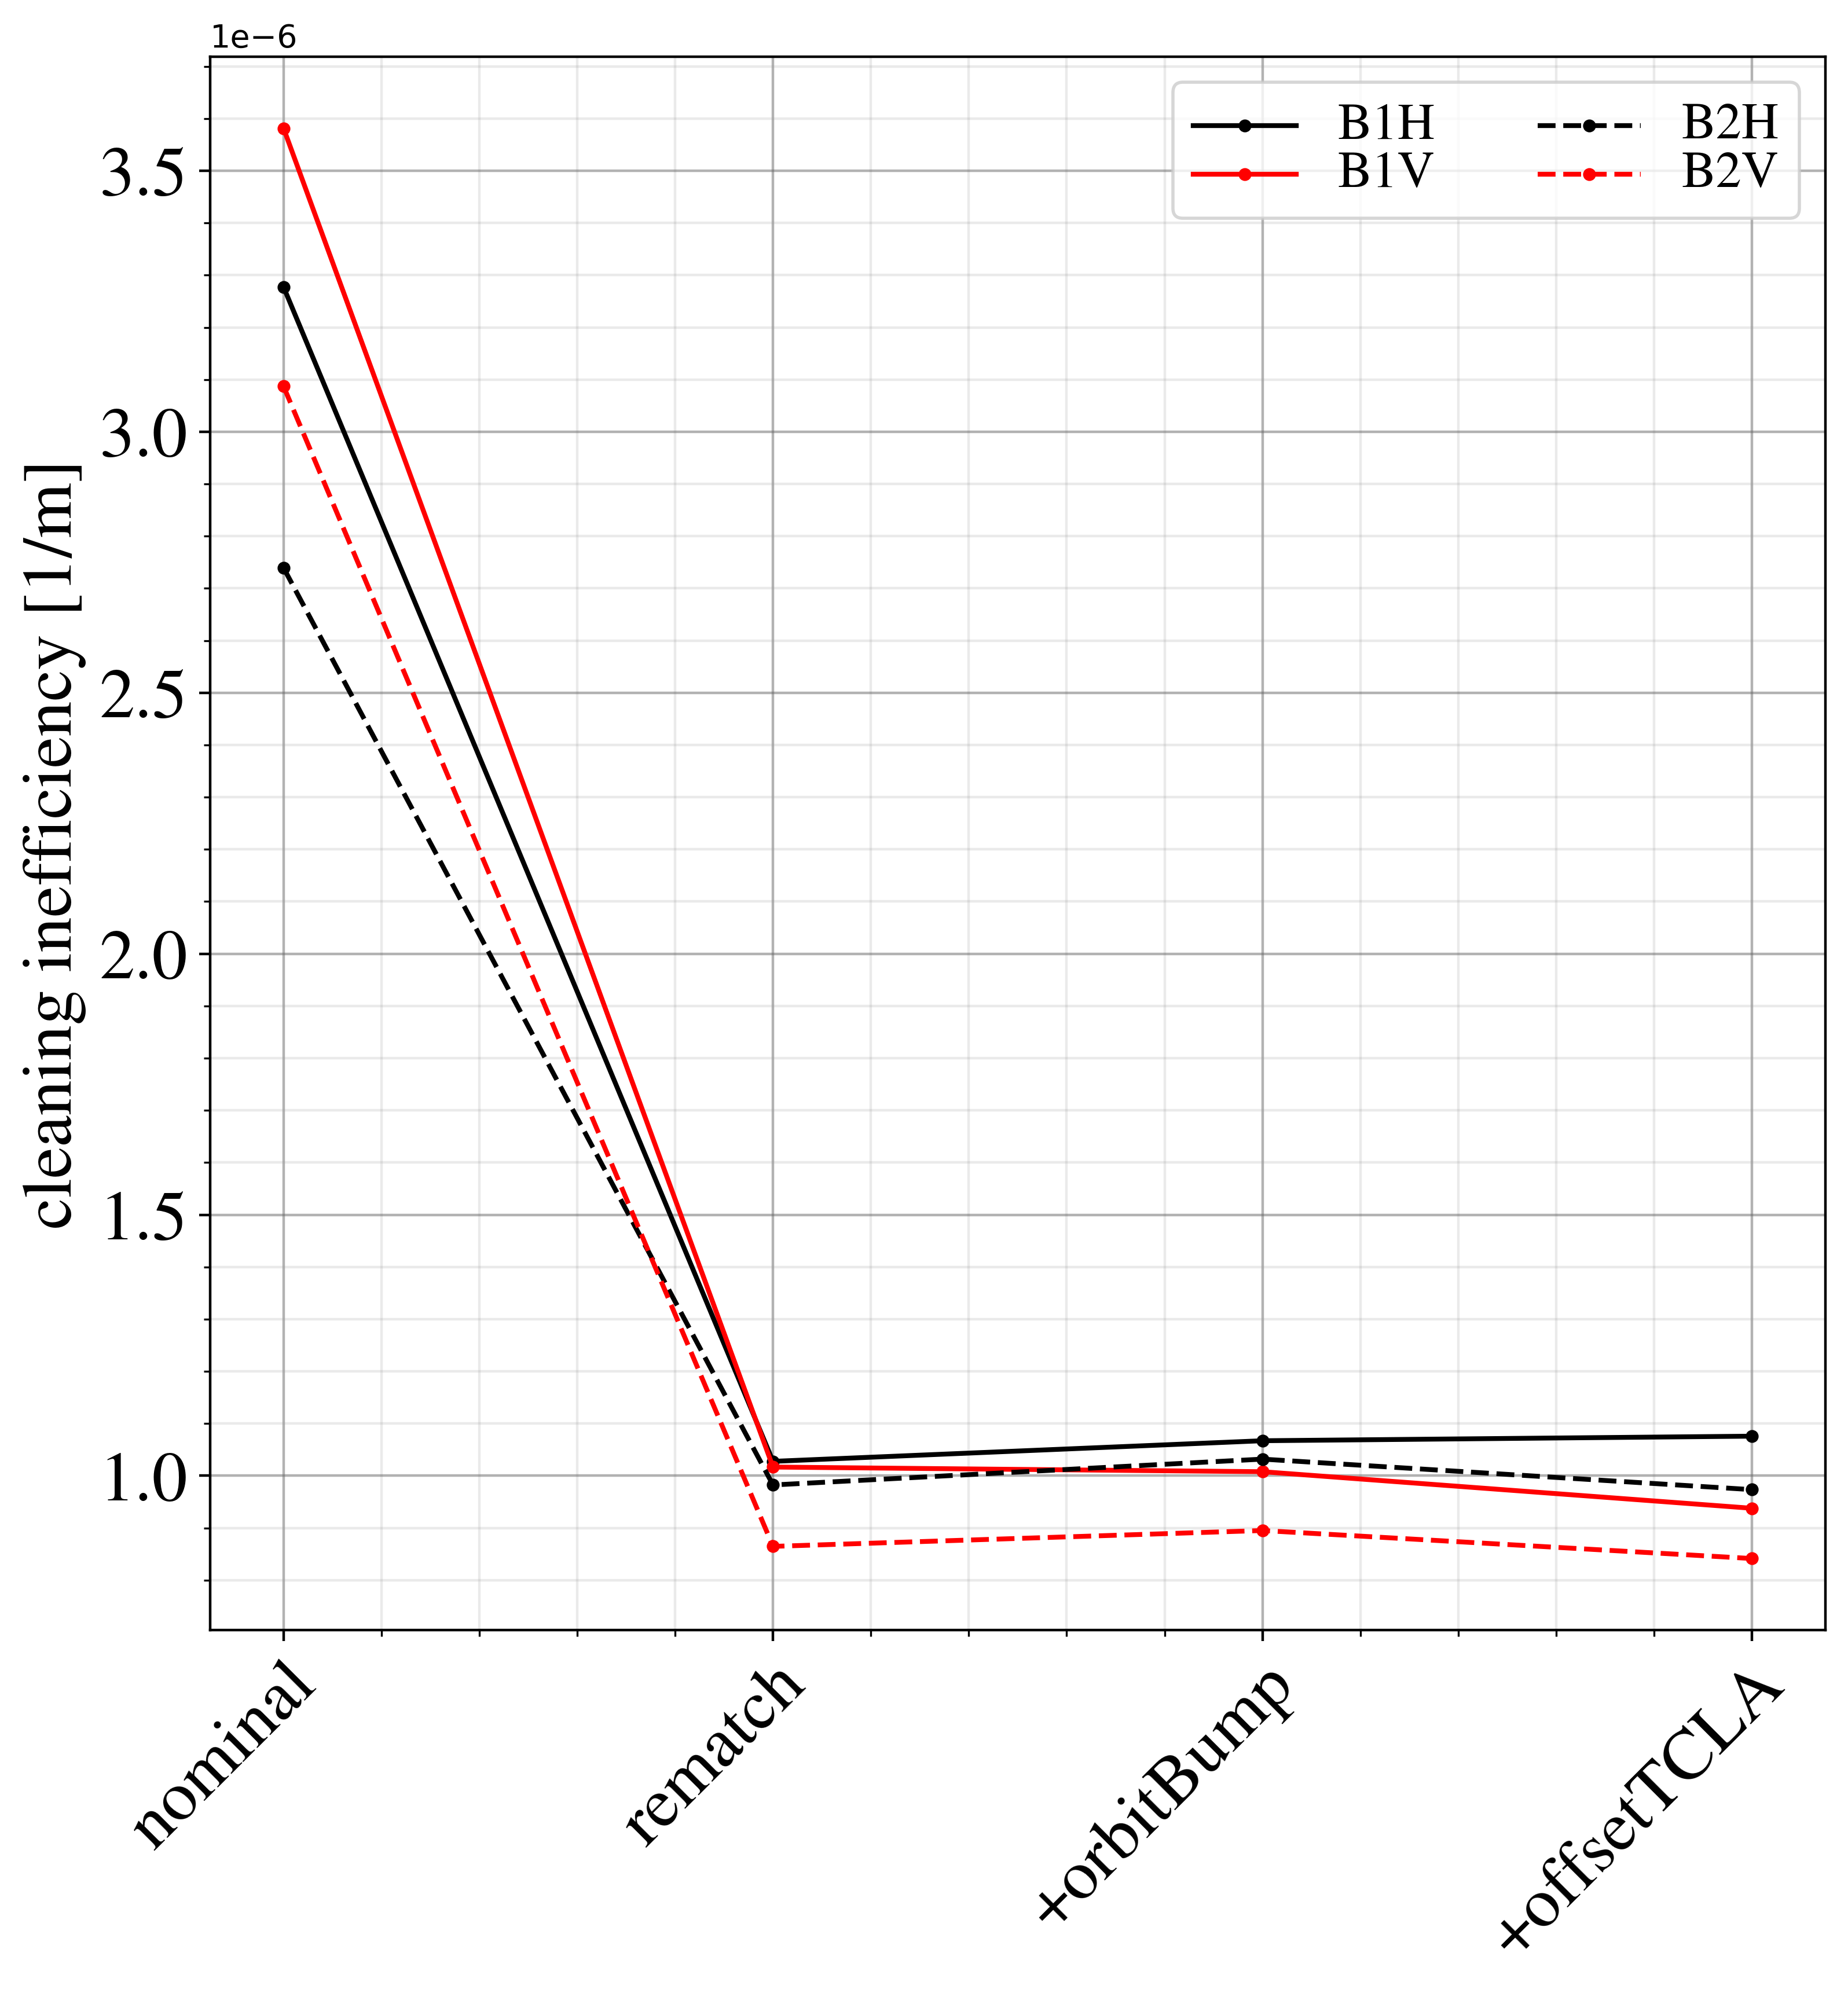 1e−6
cleaning inefficiency [1/m]
3.5
3.0
2.5
2.0
1.5
1.0
B1H B2H
B1V B2V
nominal
rematch
+orbitBump
+offsetTCLA